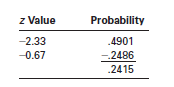 z Value Probability
–2.33 .4901
–0.67 –.2486
.2415